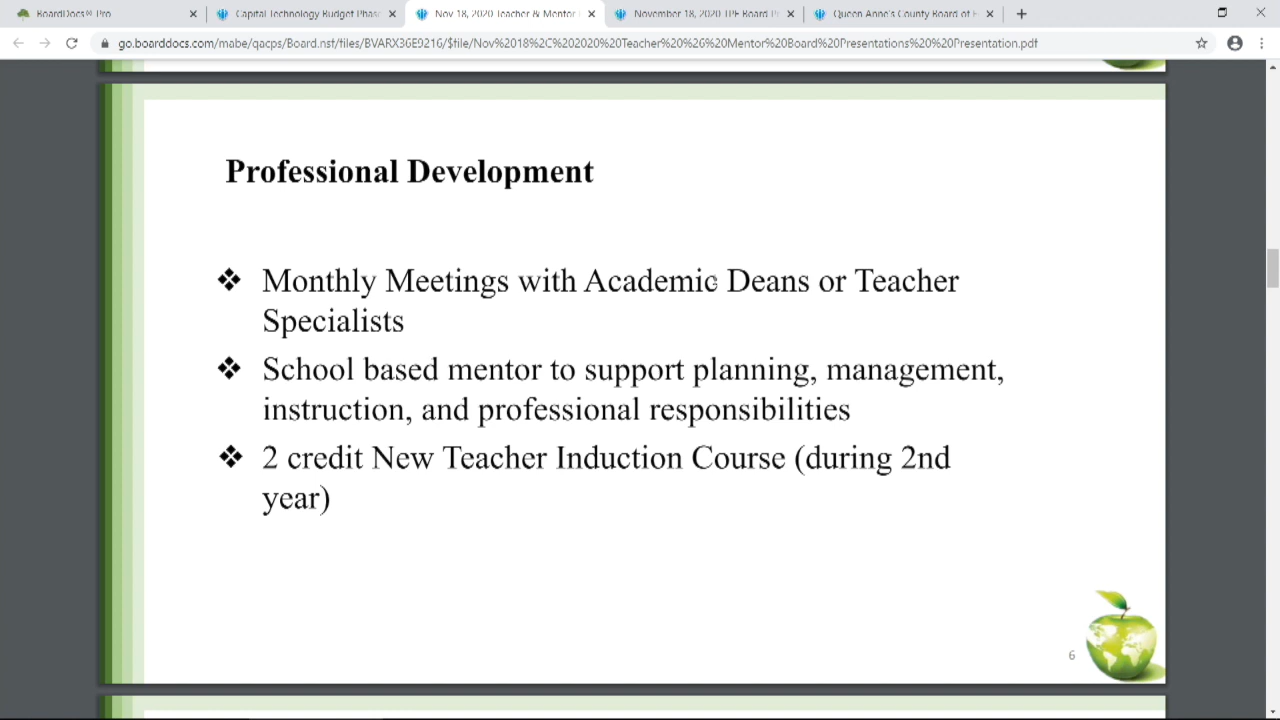 BoardDocs® Pro
Capital Technology Budget Phase
Nov 18, 2020 Teacher & Mentor
November 18, 2020 TPE Board P
Queen Anne's County Board of E
go.boarddocs.com/mabe/qacps/Board.nsf/files/BVARX36E9216/$file/Nov%2018%2C%202020%20Teacher%20%26%20Mentor%20Board%20Presentations%20%20Presentation.pdf
Professional Development
❖ Monthly Meetings with Academic Deans or Teacher
Specialists
❖ School based mentor to support planning, management,
instruction, and professional responsibilities
❖ 2 credit New Teacher Induction Course (during 2nd
year)
6